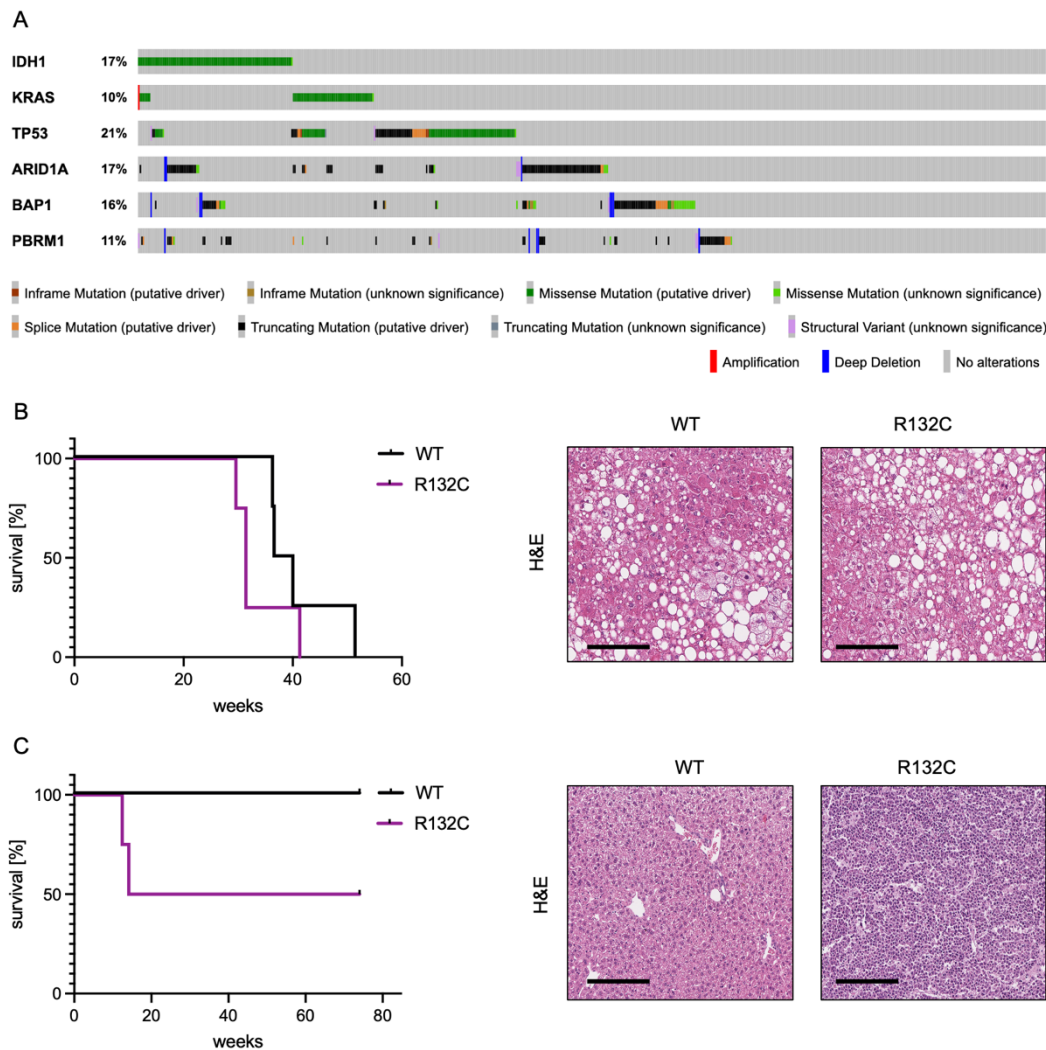 A
IDH1 17%
KRAS 10%
TP53 21%
ARID1A 17%
BAP1 16%
PBRM1 11%
Inframe Mutation (putative driver) Inframe Mutation (unknown significance) Missense Mutation (putative driver) Missense Mutation (unknown significance)
Splice Mutation (putative driver) Truncating Mutation (putative driver) Truncating Mutation (unknown significance) Structural Variant (unknown significance)
Amplification Deep Deletion No alterations
B
WT
R132C
survival [%]
100
50
0
0 20 40 60
weeks
WT R132C
H&E
C
WT
R132C
survival [%]
100
50
0
0 20 40 60 80
weeks
WT R132C
H&E